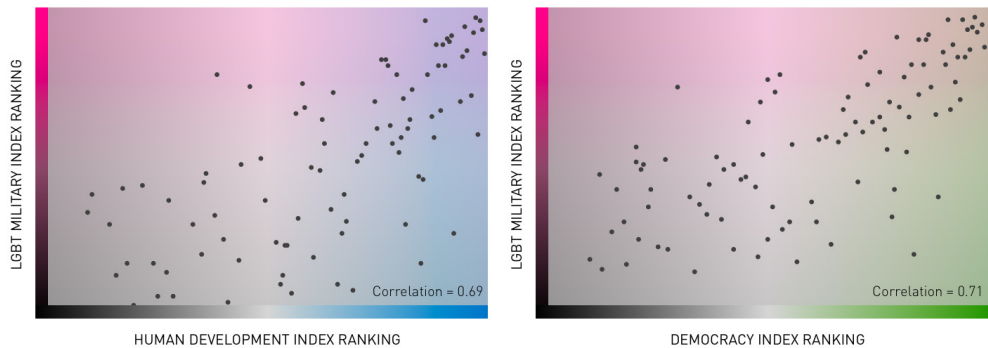 LGBT MILITARY INDEX RANKING
Correlation = 0.69
HUMAN DEVELOPMENT INDEX RANKING
LGBT MILITARY INDEX RANKING
Correlation = 0.71
DEMOCRACY INDEX RANKING